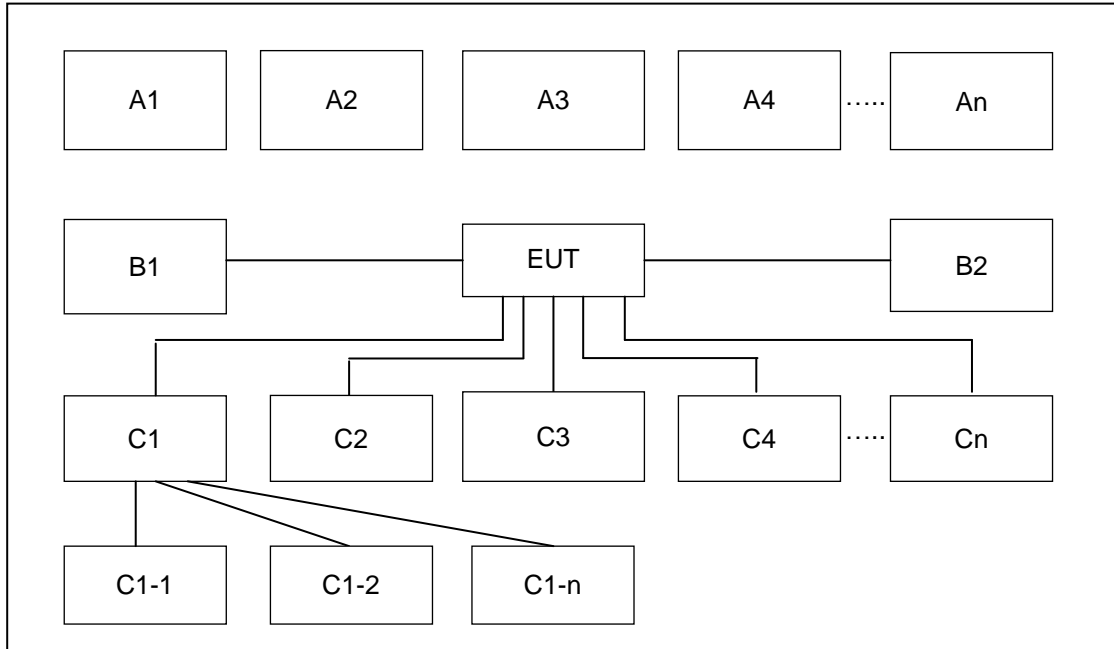 A1 A2 A3 A4 ..... An
B1 EUT B2
C1 C2 C3 C4 ..... Cn
C1-1 C1-2 C1-n